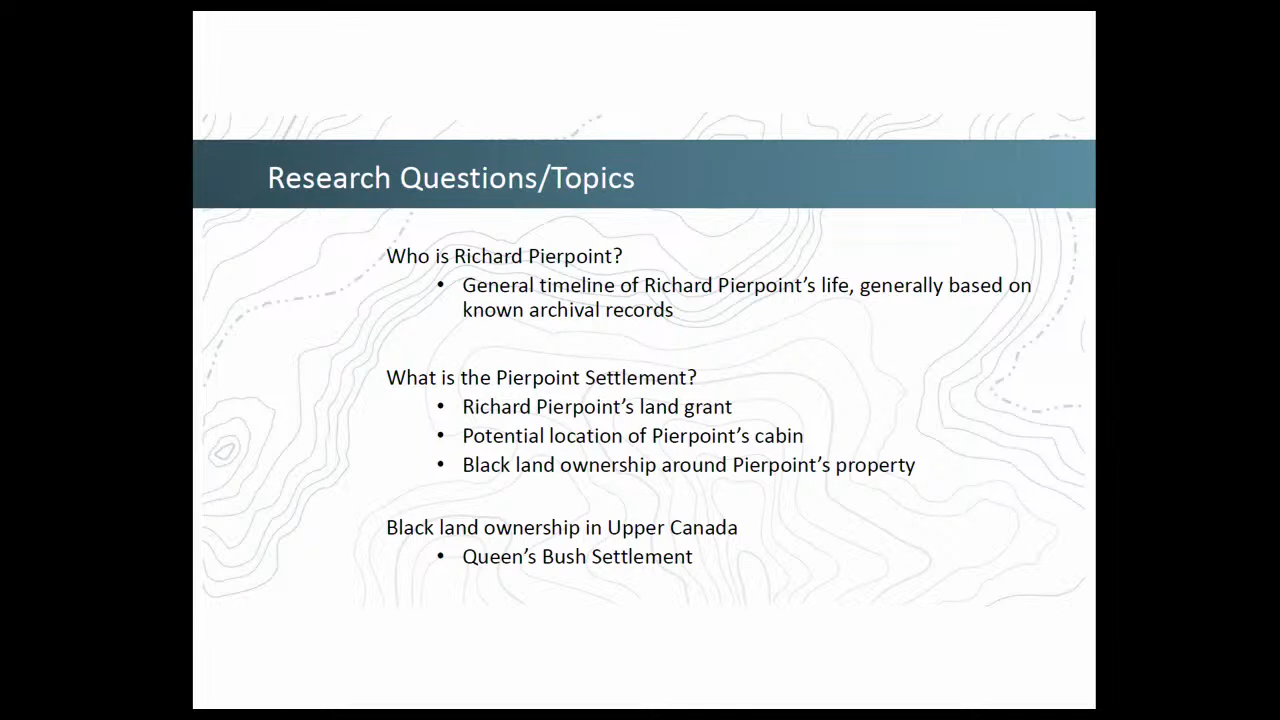 Research Questions/Topics
Who is Richard Pierpoint?
• General timeline of Richard Pierpoint’s life, generally based on
known archival records
What is the Pierpoint Settlement?
• Richard Pierpoint’s land grant
• Potential location of Pierpoint’s cabin
• Black land ownership around Pierpoint’s property
Black land ownership in Upper Canada
• Queen’s Bush Settlement